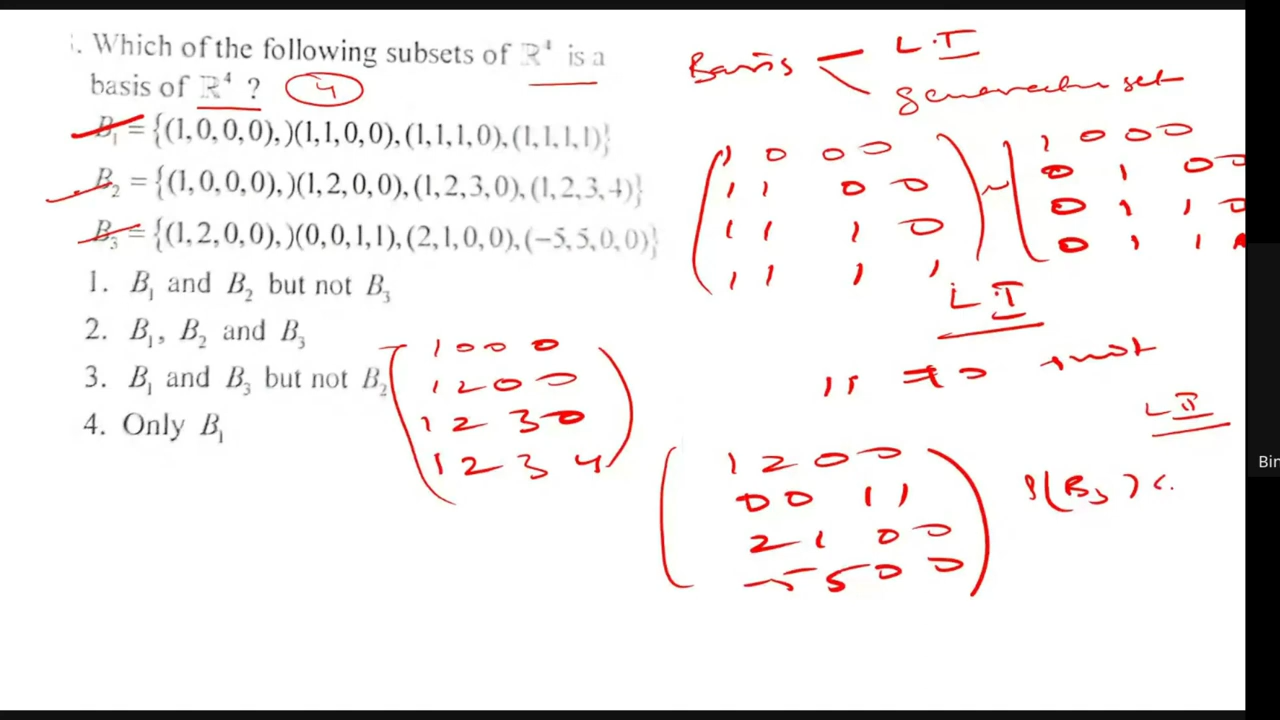 . Which of the following subsets of ℝ⁴ is a
basis of ℝ⁴ ? 4
B₁ = {(1,0,0,0),)(1,1,0,0),(1,1,1,0),(1,1,1,1)}
B₂ = {(1,0,0,0),)(1,2,0,0),(1,2,3,0),(1,2,3,4)}
B₃ = {(1,2,0,0),)(0,0,1,1),(2,1,0,0),(−5,5,0,0)}
1. B₁ and B₂ but not B₃
2. B₁, B₂ and B₃
3. B₁ and B₃ but not B₂
4. Only B₁
Basis L.I
generator set
1 0 0 0
1 1 0 0
1 1 1 0
1 1 1 1
~
1 0 0 0
0 1 0 0
0 1 1 0
0 1 1
L.I
1 0 0 0
1 2 0 0
1 2 3 0
1 2 3 4
L.I
1 2 0 0
0 0 1 1
2 1 0 0
-5 5 0 0
ρ(B₃) <
Bin